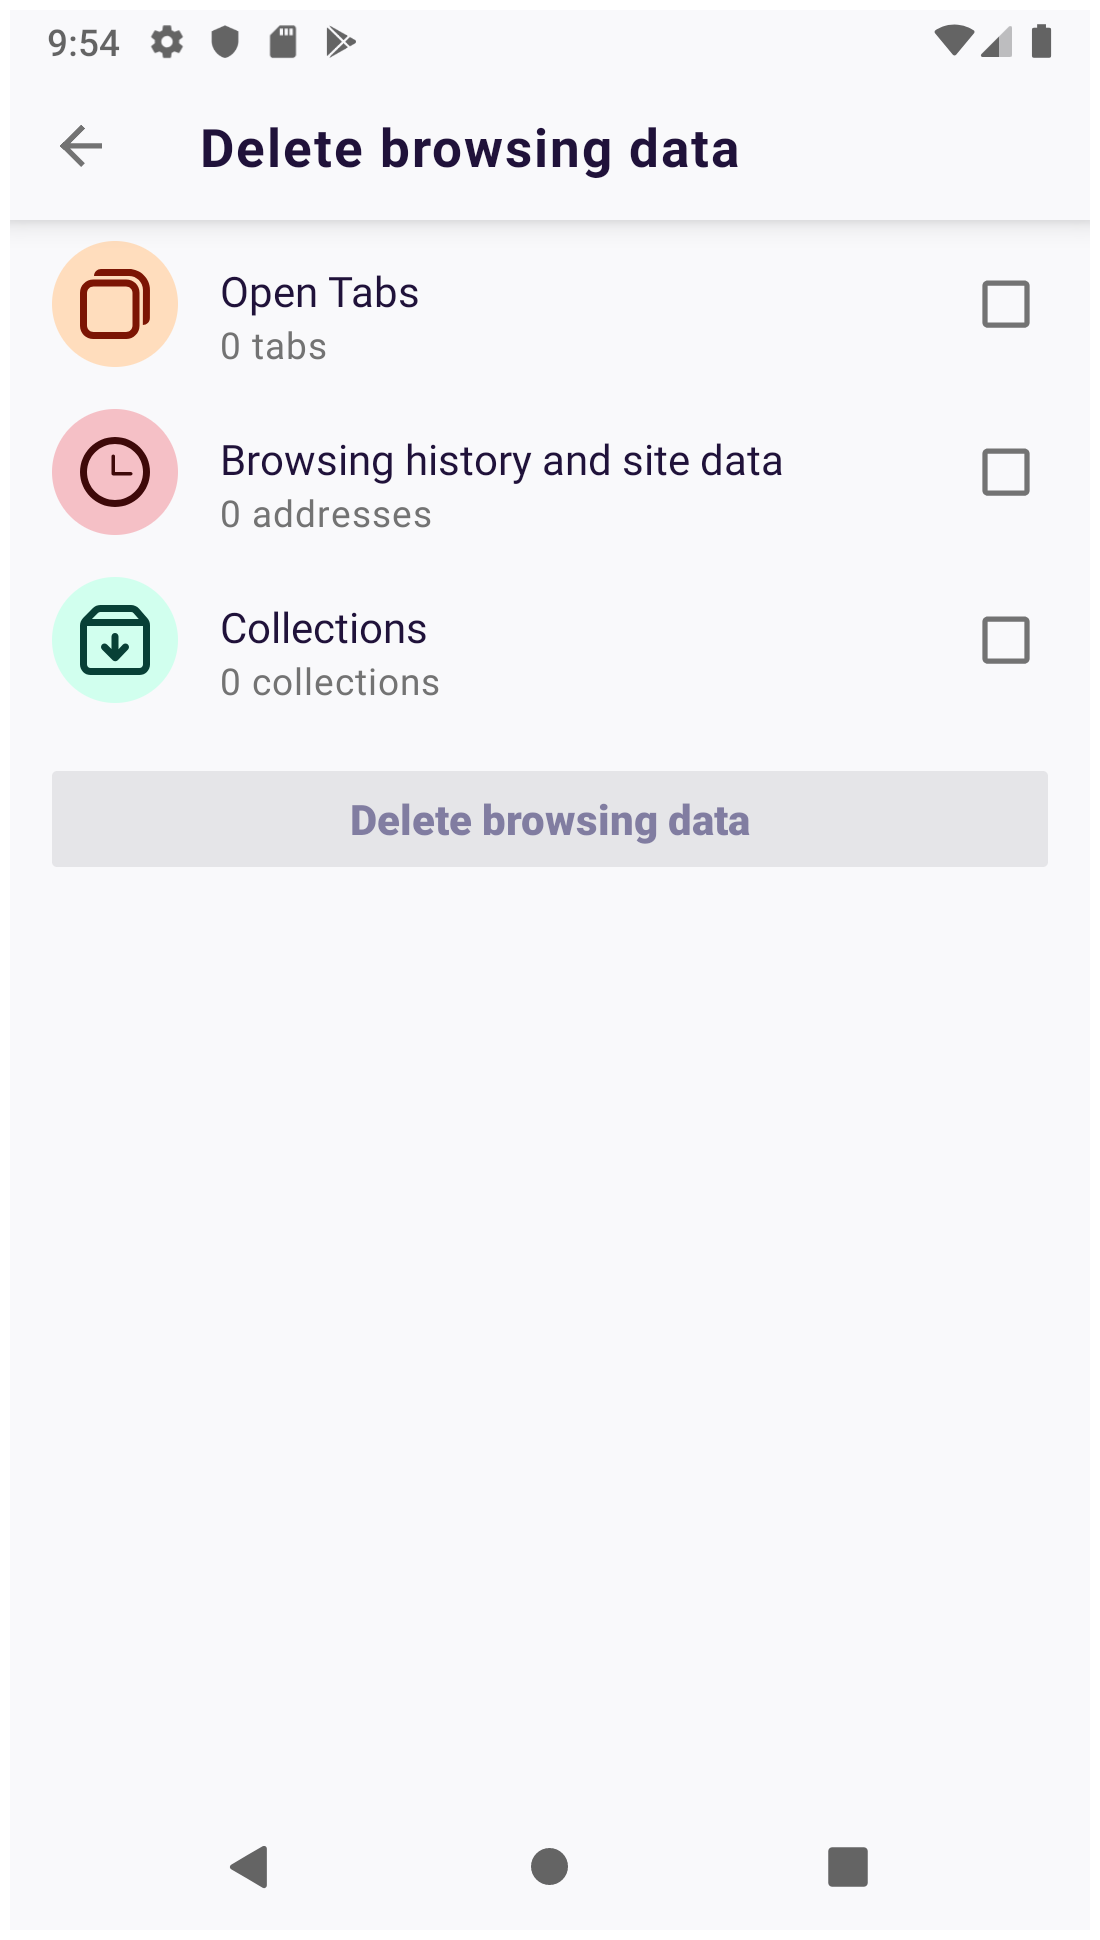 9:54
Delete browsing data
Open Tabs
0 tabs
Browsing history and site data
0 addresses
Collections
0 collections
Delete browsing data